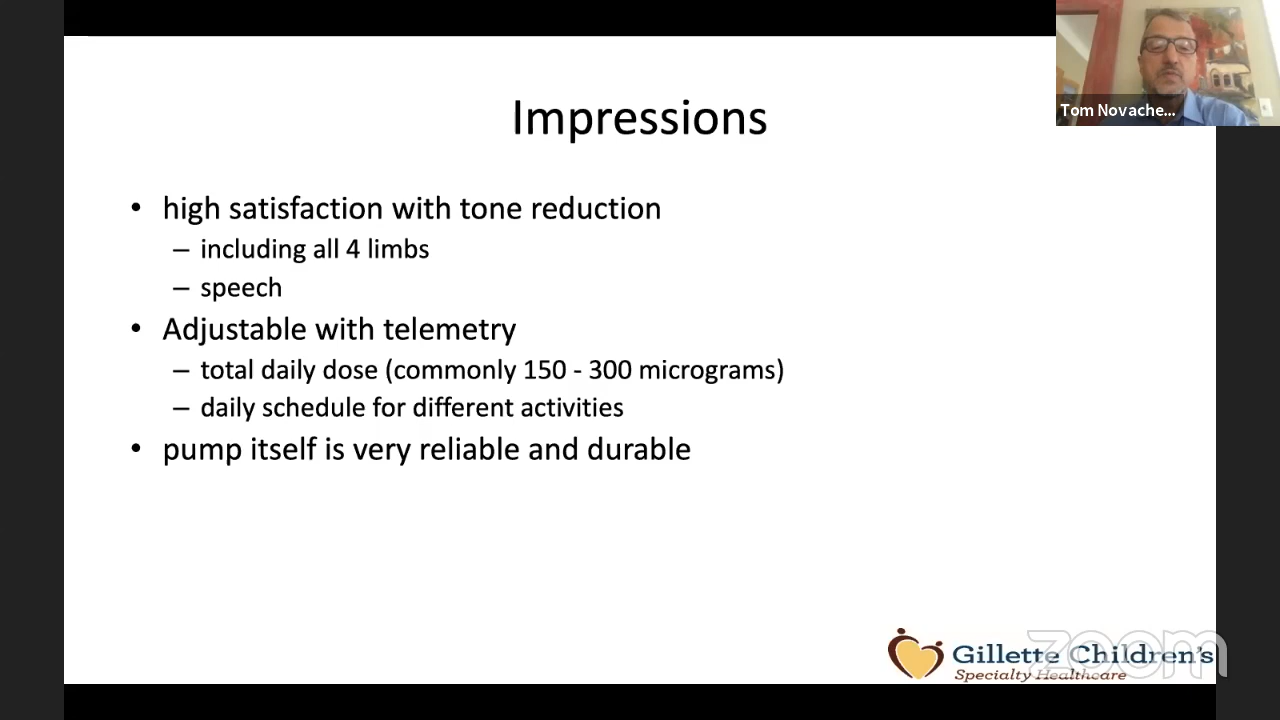 Tom Novache...
Impressions
• high satisfaction with tone reduction
– including all 4 limbs
– speech
• Adjustable with telemetry
– total daily dose (commonly 150 - 300 micrograms)
– daily schedule for different activities
• pump itself is very reliable and durable
Gillette Children's
Specialty Healthcare
zoom